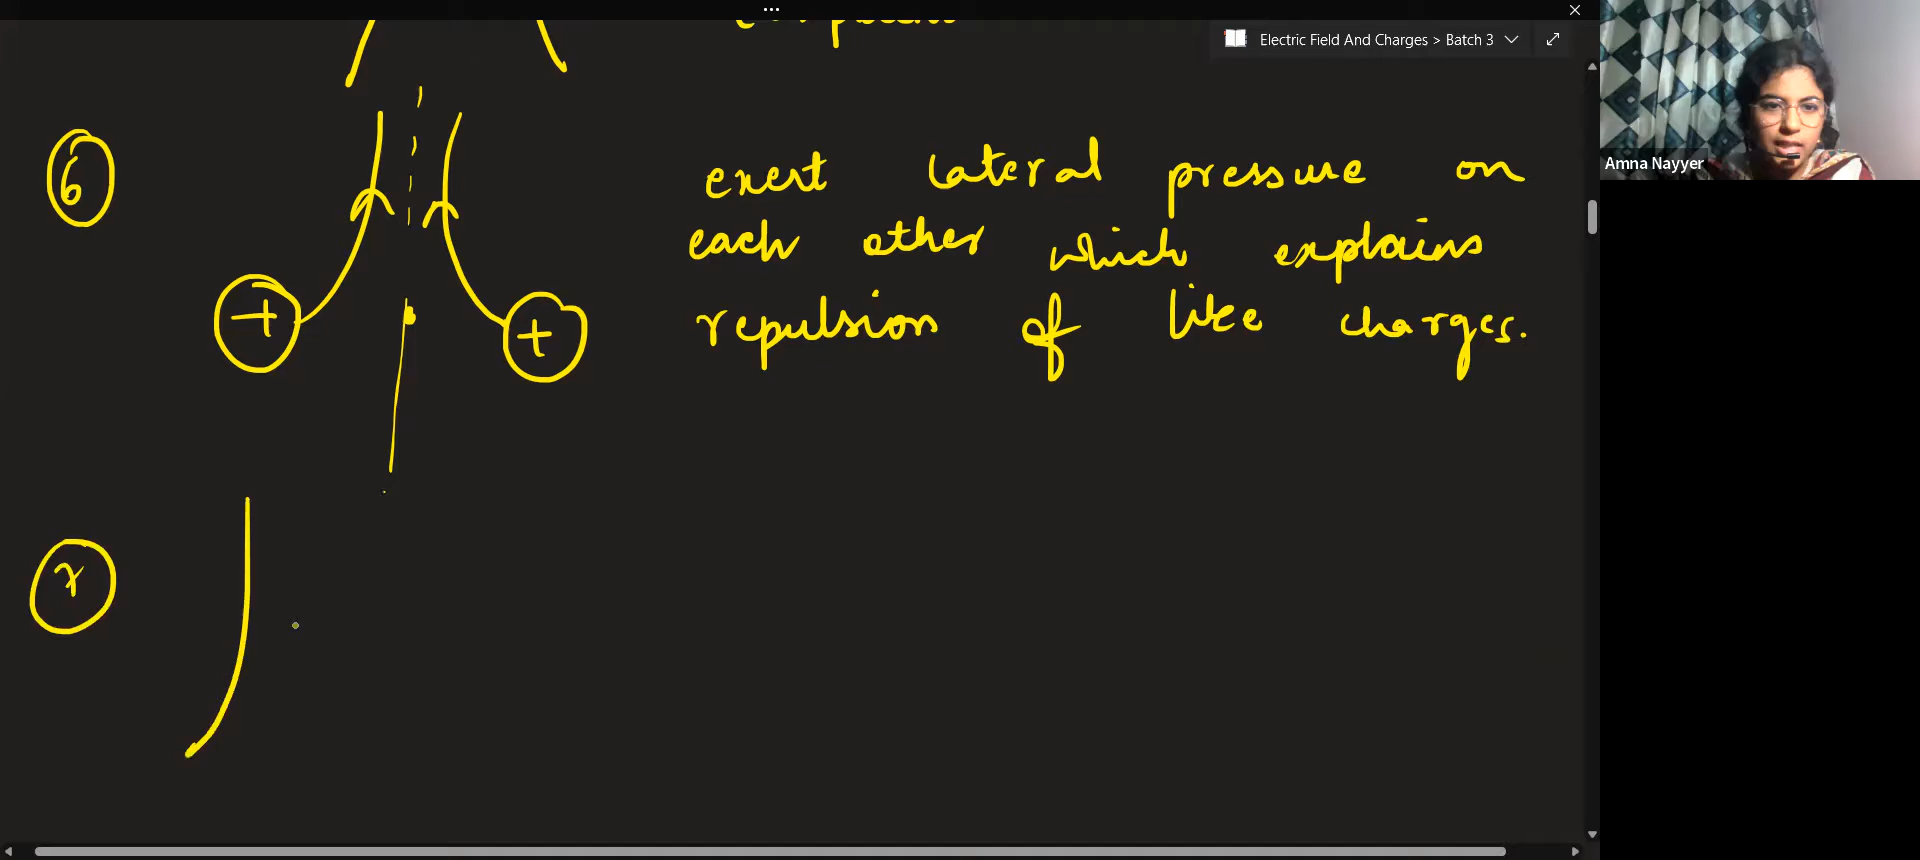 Electric Field And Charges > Batch 3
Amna Nayyer
6
exert lateral pressure on
each other which explains
repulsion of like charges.
+ +
7